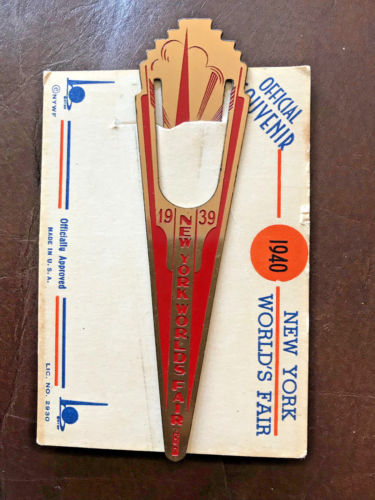 OFFICIAL
SOUVENIR
1940
NEW YORK
WORLD'S FAIR
19 39
NEW YORK WORLDS FAIR
©NYWF
Officially Approved
MADE IN U.S.A.
LIC. NO. 2930